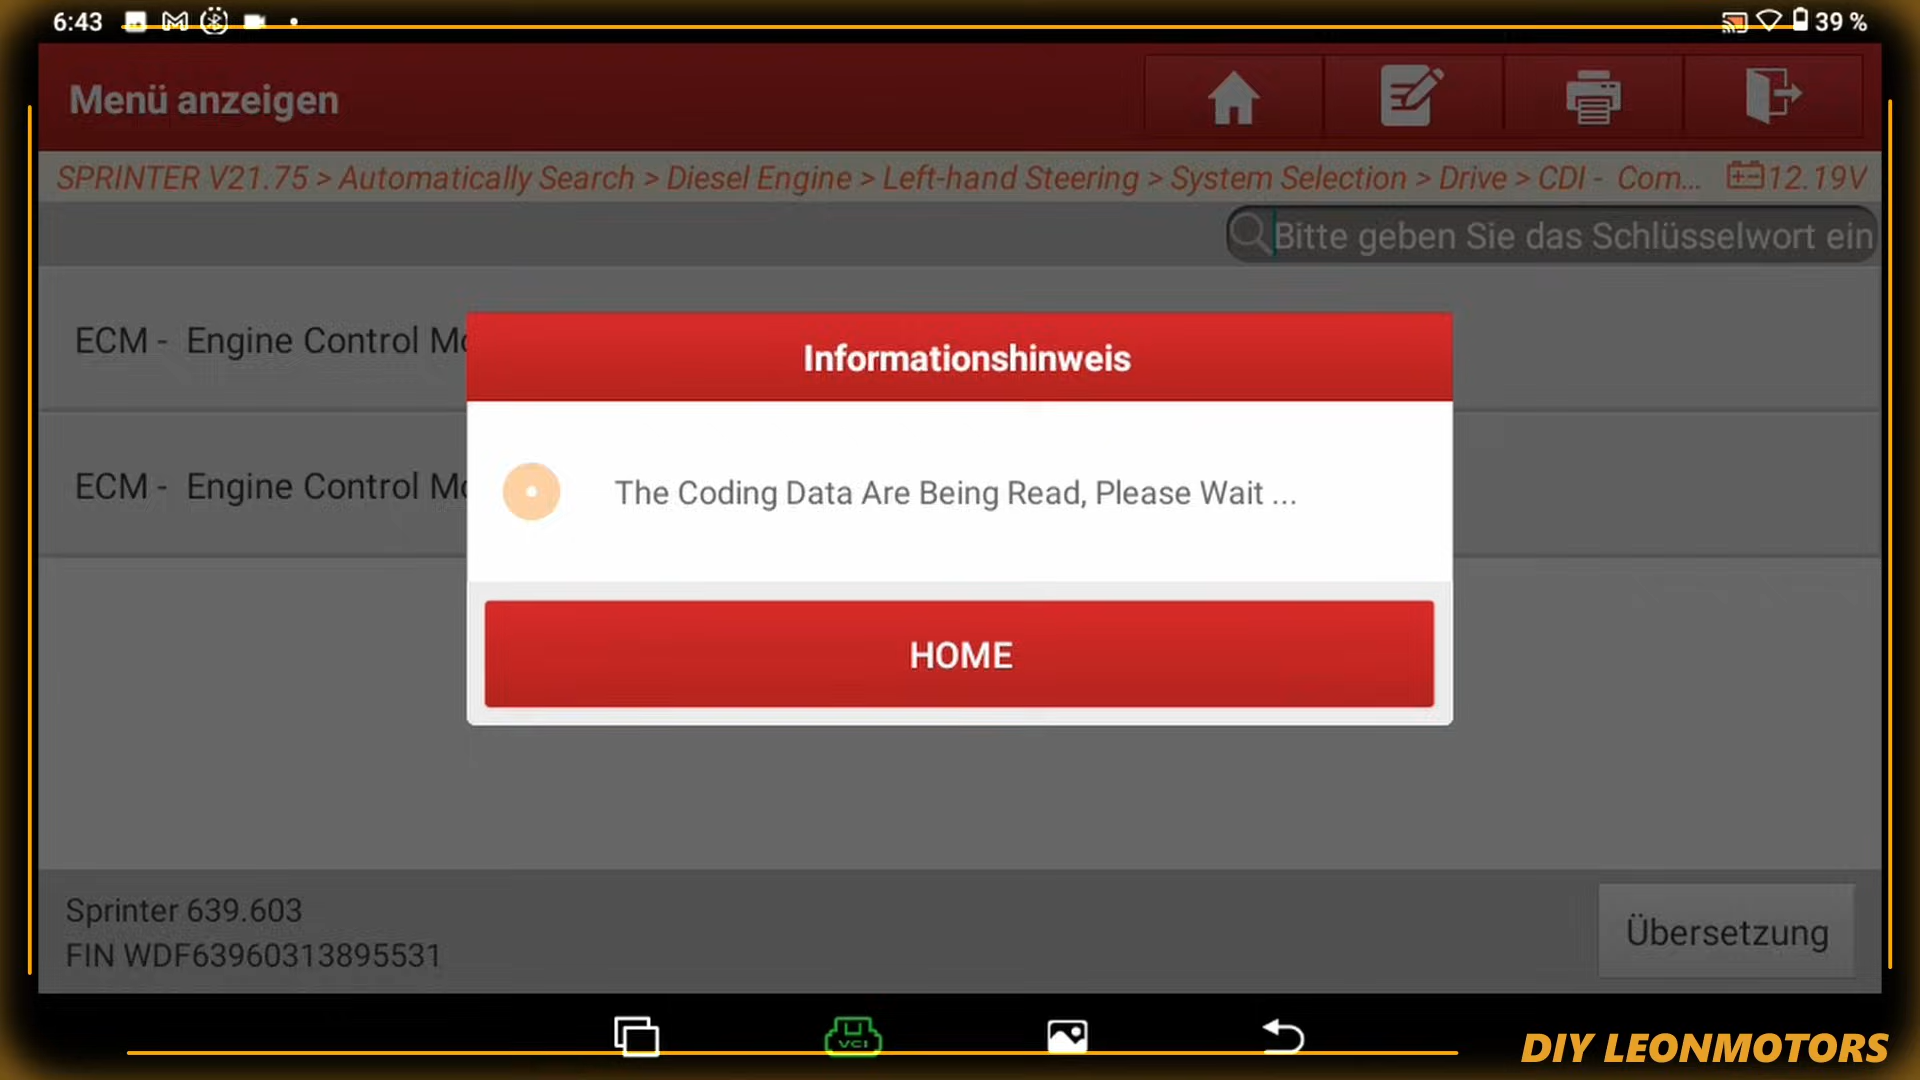 6:43
39 %
Menü anzeigen
SPRINTER V21.75 > Automatically Search > Diesel Engine > Left-hand Steering > System Selection > Drive > CDI - Com... 12.19V
Bitte geben Sie das Schlüsselwort ein
ECM - Engine Control Mo
Informationshinweis
ECM - Engine Control Mo
The Coding Data Are Being Read, Please Wait ...
HOME
Sprinter 639.603
FIN WDF63960313895531
Übersetzung
VCI
DIY LEONMOTORS